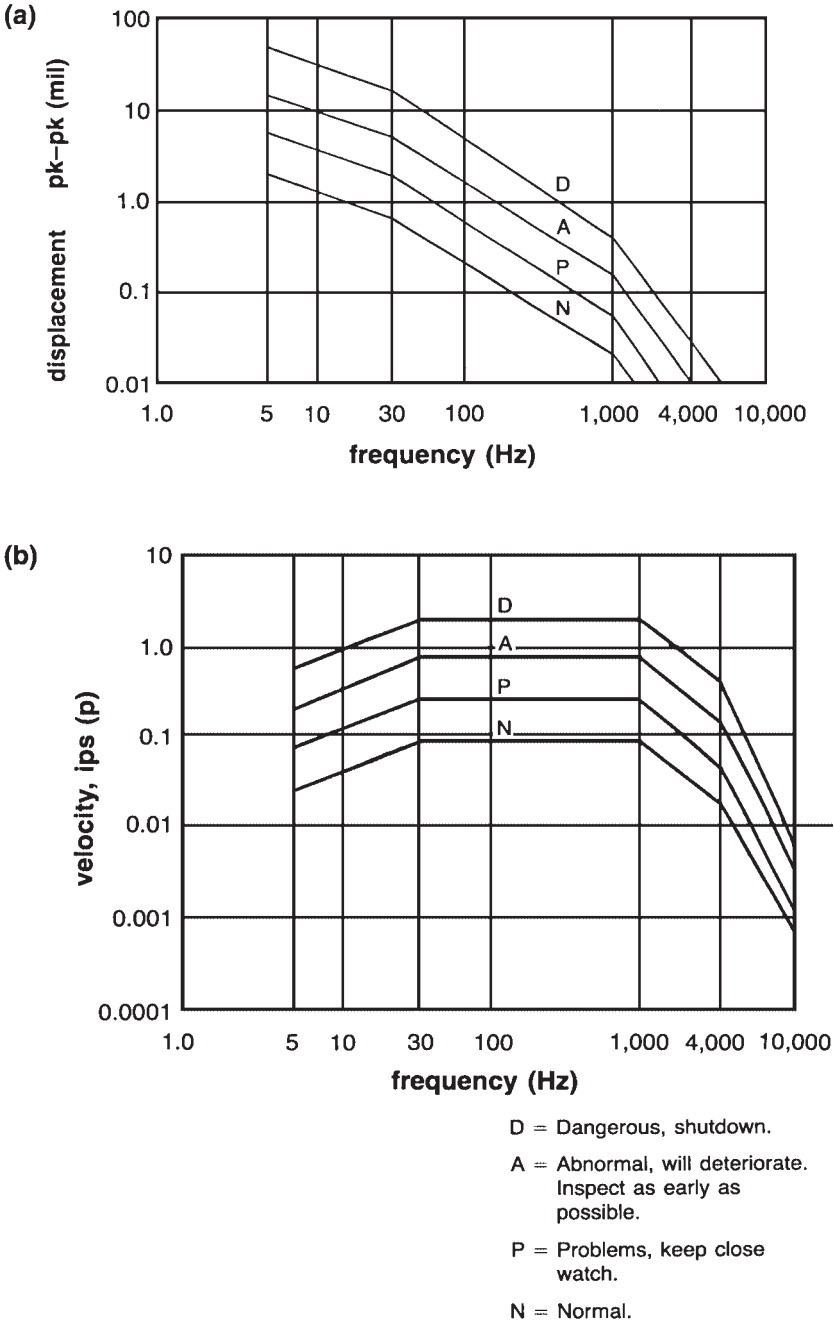 (a)
displacement pk–pk (mil)
100
10
1.0
0.1
0.01
D
A
P
N
1.0 5 10 30 100 1,000 4,000 10,000
frequency (Hz)
(b)
velocity, ips (p)
10
1.0
0.1
0.01
0.001
0.0001
D
A
P
N
1.0 5 10 30 100 1,000 4,000 10,000
frequency (Hz)
D = Dangerous, shutdown.
A = Abnormal, will deteriorate.
Inspect as early as
possible.
P = Problems, keep close
watch.
N = Normal.